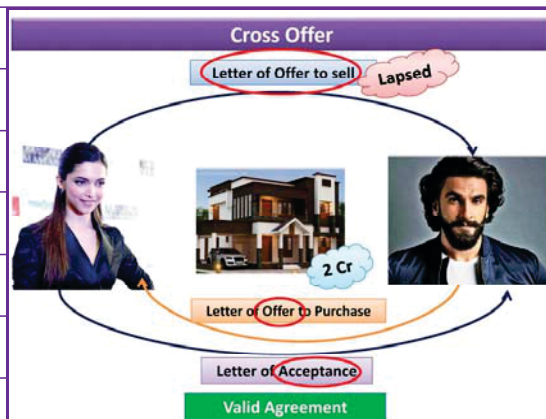 Cross Offer
Letter of Offer to sell
Lapsed
2 Cr
Letter of Offer to Purchase
Letter of Acceptance
Valid Agreement